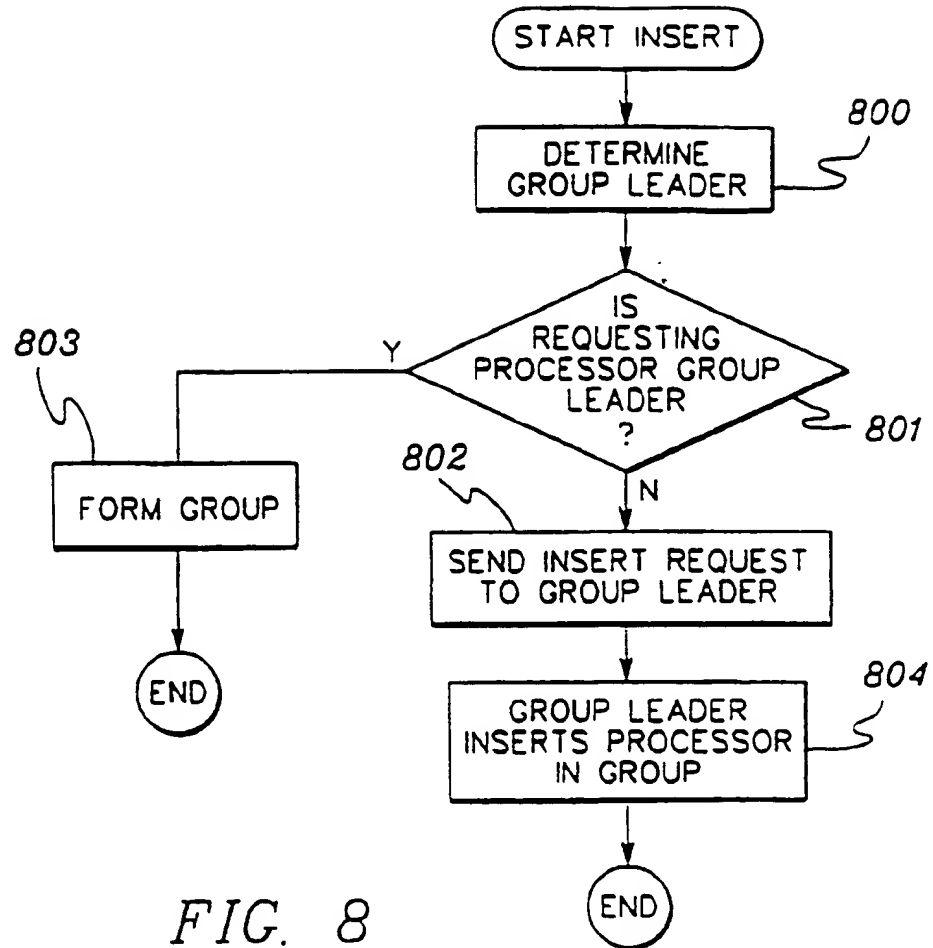 START INSERT
800
DETERMINE
GROUP LEADER
IS
REQUESTING
PROCESSOR GROUP
LEADER
?
801
Y
803
FORM GROUP
END
N
802
SEND INSERT REQUEST
TO GROUP LEADER
804
GROUP LEADER
INSERTS PROCESSOR
IN GROUP
END
FIG. 8